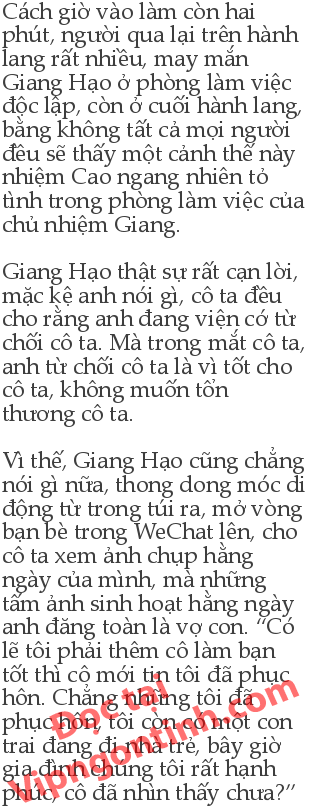 Cách giờ vào làm còn hai
phút, người qua lại trên hành
lang rất nhiều, may mắn
Giang Hạo ở phòng làm việc
độc lập, còn ở cuối hành lang,
bằng không tất cả mọi người
đều sẽ thấy một cảnh thế này
nhiệm Cao ngang nhiên tỏ
tình trong phòng làm việc của
chủ nhiệm Giang.

Giang Hạo thật sự rất cạn lời,
mặc kệ anh nói gì, cô ta đều
cho rằng anh đang viện cớ từ
chối cô ta. Mà trong mắt cô ta,
anh từ chối cô ta là vì tốt cho
cô ta, không muốn tổn
thương cô ta.

Vì thế, Giang Hạo cũng chẳng
nói gì nữa, thong dong móc di
động từ trong túi ra, mở vòng
bạn bè trong WeChat lên, cho
cô ta xem ảnh chụp hằng
ngày của mình, mà những
tấm ảnh sinh hoạt hằng ngày
anh đăng toàn là vợ con. “Có
lẽ tôi phải thêm cô làm bạn
tốt thì cô mới tin tôi đã phục
hôn. Chẳng những tôi đã
phục hôn, tôi còn có một con
trai đang đi nhà trẻ, bây giờ
gia đình chúng tôi rất hạnh
phúc, cô đã nhìn thấy chưa?”
Đọc tại
Vipngontinh.com